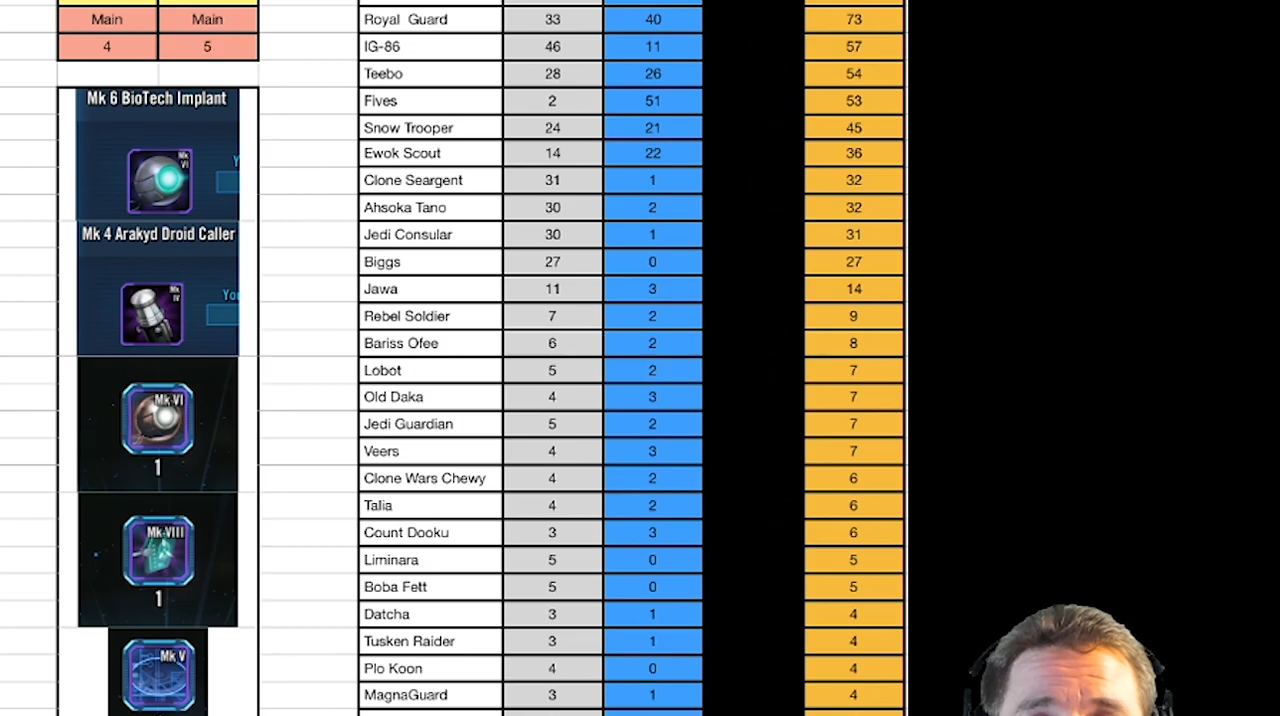 Main Main
4 5
Mk 6 BioTech Implant
Mk VI
Y
Mk 4 Arakyd Droid Caller
Mk IV
You
Mk VI
1
Mk VIII
1
Mk V
Royal Guard 33 40 73
IG-86 46 11 57
Teebo 28 26 54
Fives 2 51 53
Snow Trooper 24 21 45
Ewok Scout 14 22 36
Clone Seargent 31 1 32
Ahsoka Tano 30 2 32
Jedi Consular 30 1 31
Biggs 27 0 27
Jawa 11 3 14
Rebel Soldier 7 2 9
Bariss Ofee 6 2 8
Lobot 5 2 7
Old Daka 4 3 7
Jedi Guardian 5 2 7
Veers 4 3 7
Clone Wars Chewy 4 2 6
Talia 4 2 6
Count Dooku 3 3 6
Liminara 5 0 5
Boba Fett 5 0 5
Datcha 3 1 4
Tusken Raider 3 1 4
Plo Koon 4 0 4
MagnaGuard 3 1 4